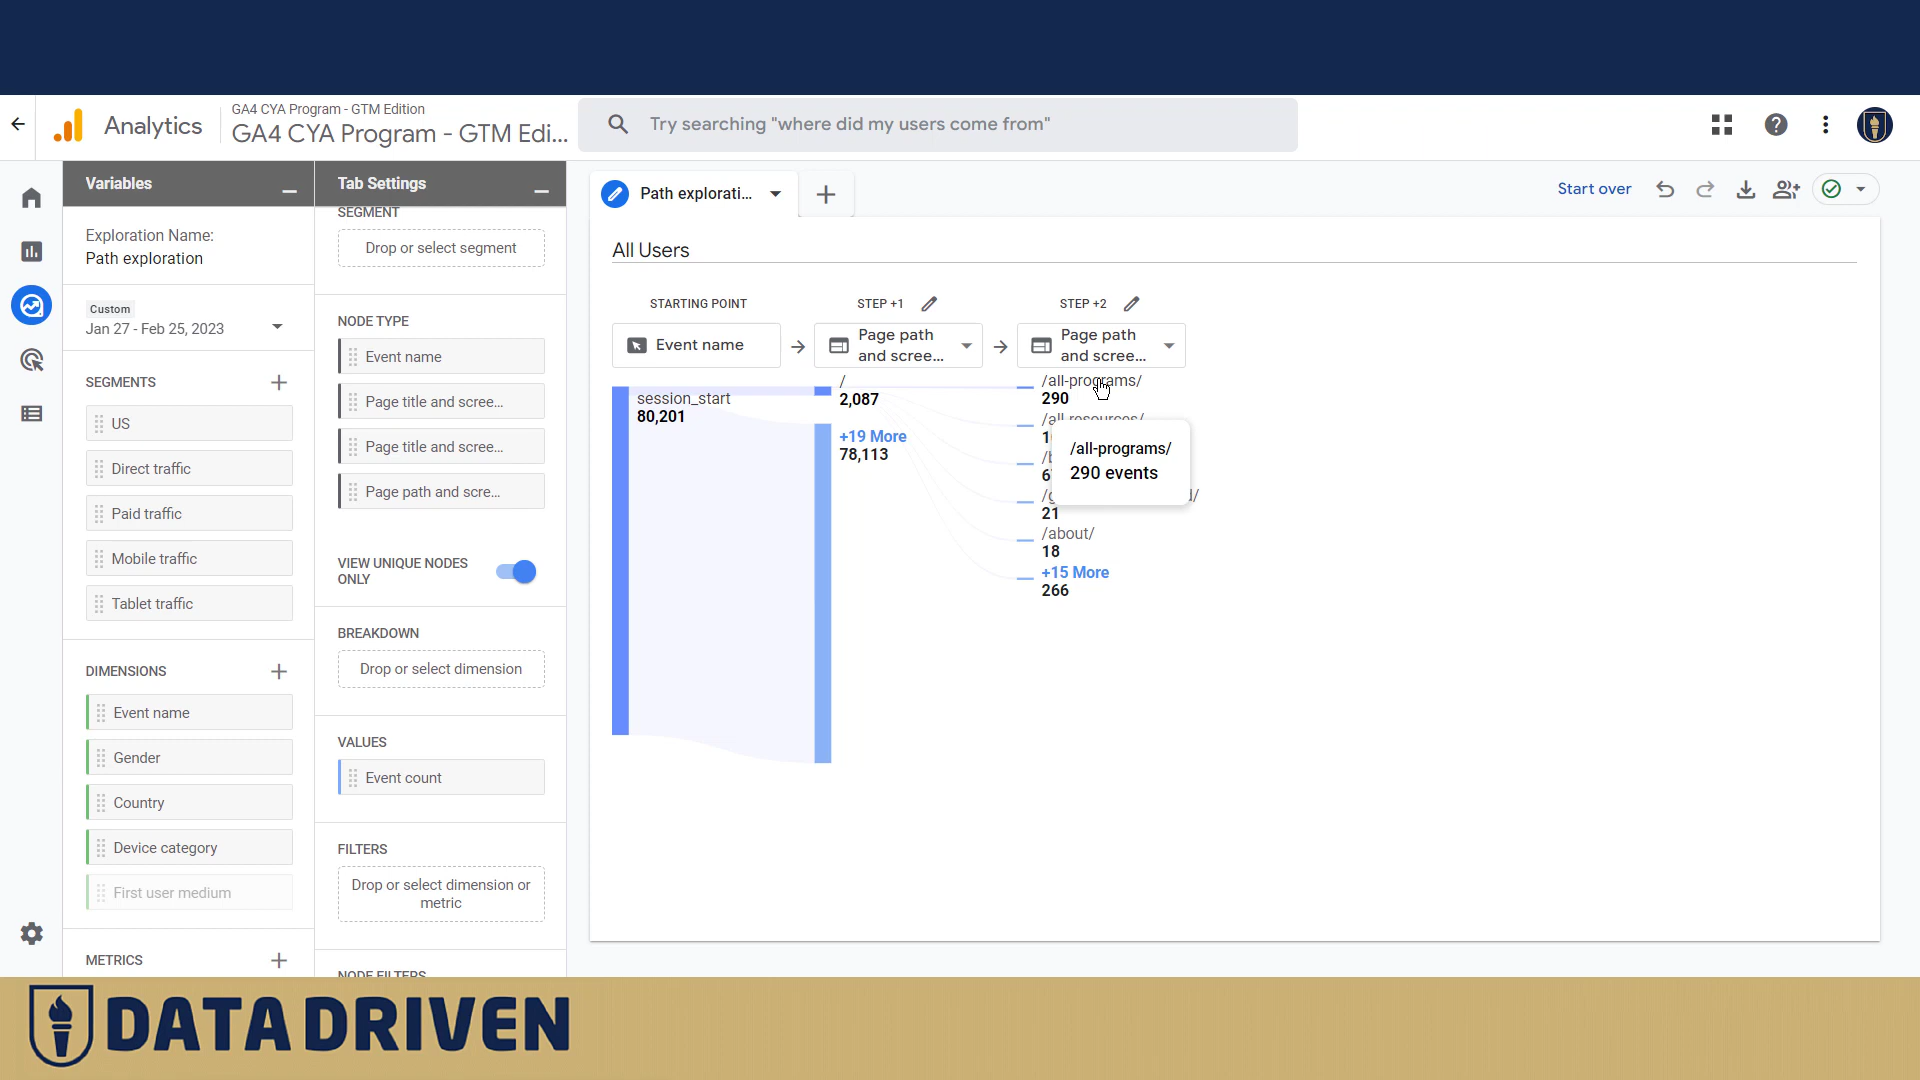 Analytics
GA4 CYA Program - GTM Edition
GA4 CYA Program - GTM Edi...
Try searching "where did my users come from"
Variables
Exploration Name:
Path exploration
Custom
Jan 27 - Feb 25, 2023
SEGMENTS
US
Direct traffic
Paid traffic
Mobile traffic
Tablet traffic
DIMENSIONS
Event name
Gender
Country
Device category
First user medium
METRICS
Tab Settings
SEGMENT
Drop or select segment
NODE TYPE
Event name
Page title and scree...
Page title and scree...
Page path and scre...
VIEW UNIQUE NODES
ONLY
BREAKDOWN
Drop or select dimension
VALUES
Event count
FILTERS
Drop or select dimension or
metric
NODE FILTERS
Path explorati...
Start over
All Users
STARTING POINT
Event name
session_start
80,201
STEP +1
Page path
and scree...
/
2,087
+19 More
78,113
STEP +2
Page path
and scree...
/all-programs/
290
/all-resources/
/all-programs/
290 events
21
/about/
18
+15 More
266
DATA DRIVEN